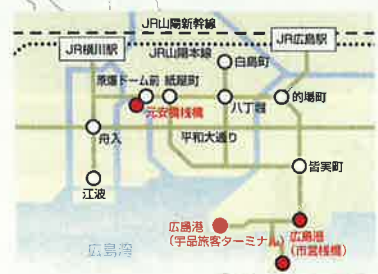 JR山陽新幹線
JR横川駅
JR山陽本線
JR広島駅
白島町
原爆ドーム前
紙屋町
元安橋桟橋
八丁堀
的場町
舟入
平和大通り
皆実町
江波
広島港
(宇品旅客ターミナル)
広島港
(市営桟橋)
広島湾